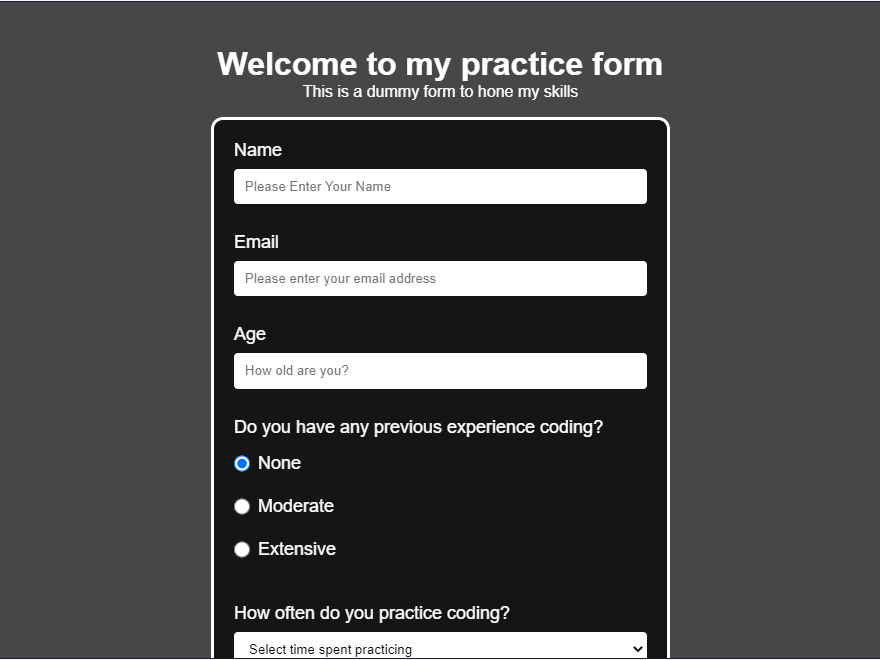 Welcome to my practice form
This is a dummy form to hone my skills
Name
Please Enter Your Name
Email
Please enter your email address
Age
How old are you?
Do you have any previous experience coding?
None
Moderate
Extensive
How often do you practice coding?
Select time spent practicing